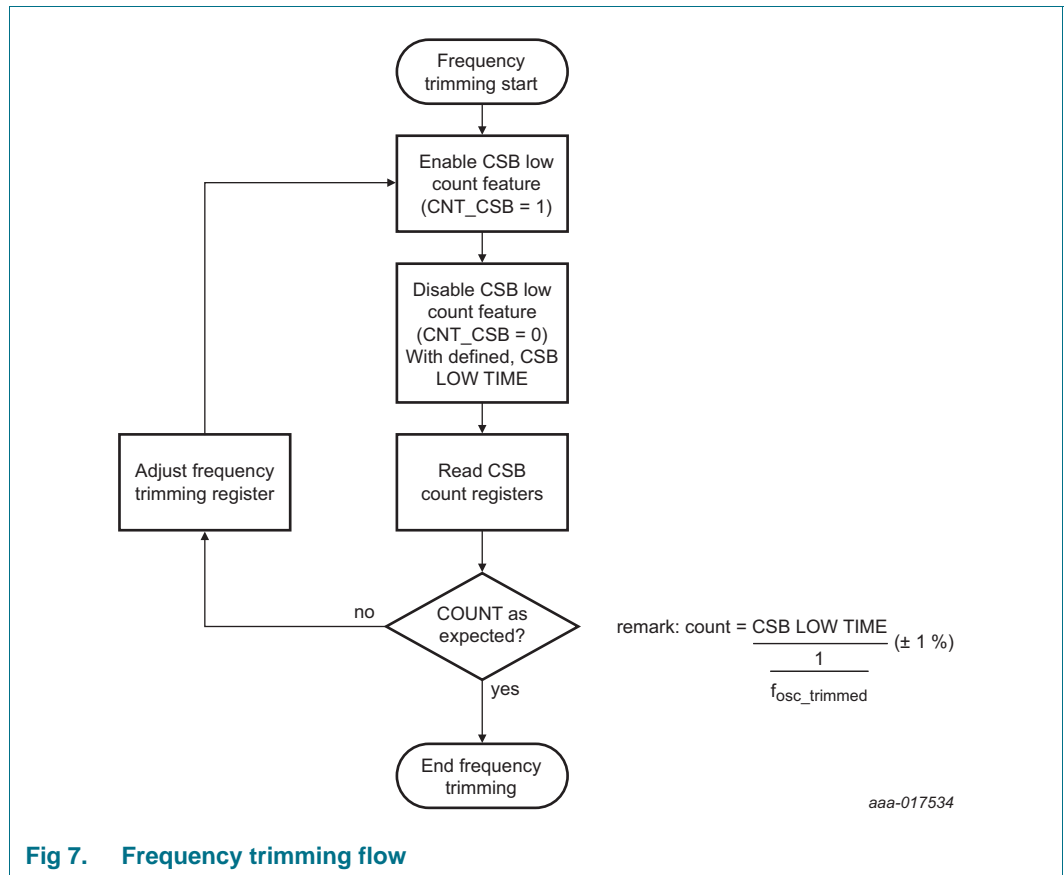 Frequency
trimming start
Enable CSB low
count feature
(CNT_CSB = 1)
Disable CSB low
count feature
(CNT_CSB = 0)
With defined, CSB
LOW TIME
Adjust frequency
trimming register
Read CSB
count registers
no
COUNT as
expected?
remark: count = CSB LOW TIME (± 1 %)
1
fosc_trimmed
yes
End frequency
trimming
aaa-017534
Fig 7. Frequency trimming flow